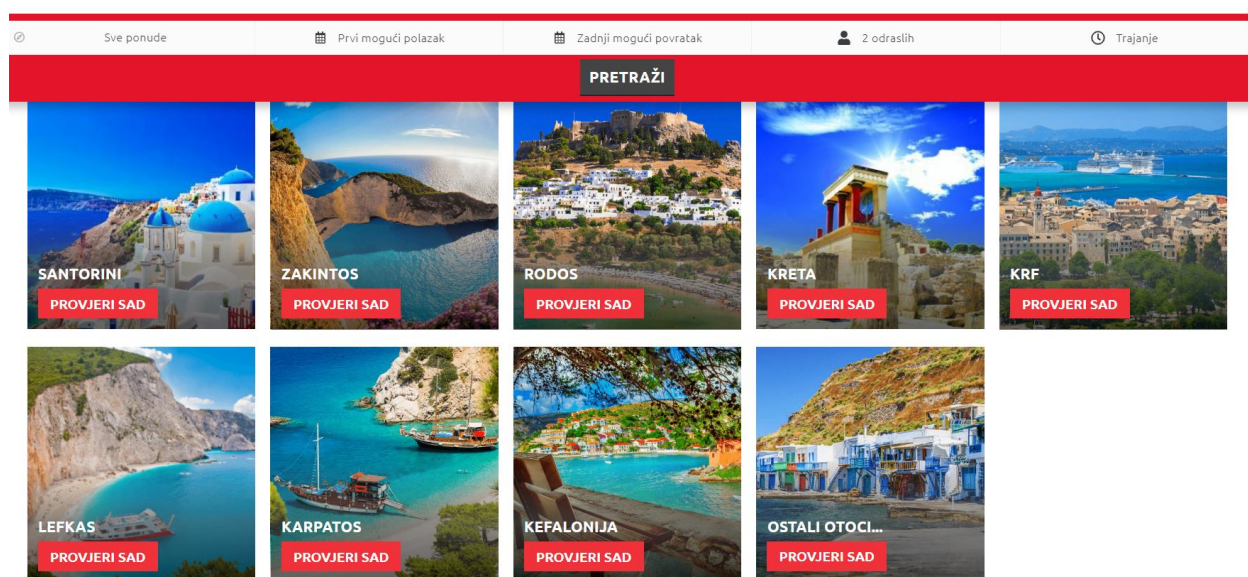 Sve ponude
Prvi mogući polazak
Zadnji mogući povratak
2 odraslih
Trajanje
PRETRAŽI
SANTORINI
PROVJERI SAD
ZAKINTOS
PROVJERI SAD
RODOS
PROVJERI SAD
KRETA
PROVJERI SAD
KRF
PROVJERI SAD
LEFKAS
PROVJERI SAD
KARPATOS
PROVJERI SAD
KEFALONIJA
PROVJERI SAD
OSTALI OTOCI...
PROVJERI SAD